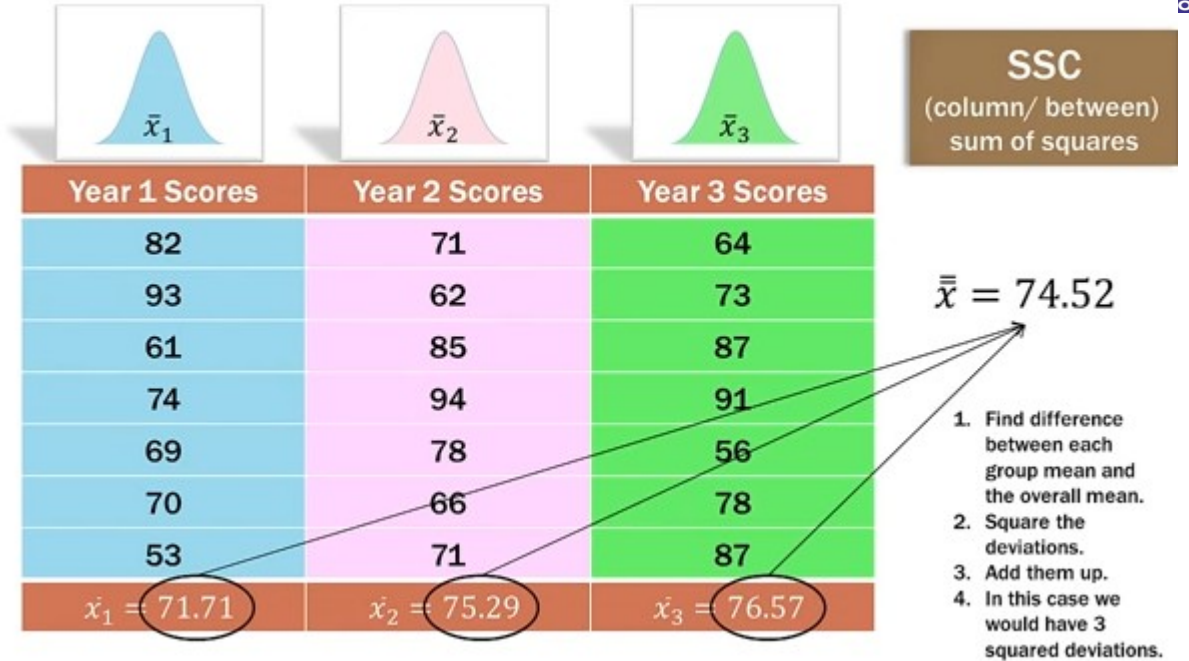 x̄₁
x̄₂
x̄₃
SSC
(column/ between)
sum of squares
Year 1 Scores Year 2 Scores Year 3 Scores
82 71 64
93 62 73
61 85 87
74 94 91
69 78 56
70 66 78
53 71 87
x̄₁ = 71.71 x̄₂ = 75.29 x̄₃ = 76.57
x̿ = 74.52
1. Find difference
between each
group mean and
the overall mean.
2. Square the
deviations.
3. Add them up.
4. In this case we
would have 3
squared deviations.